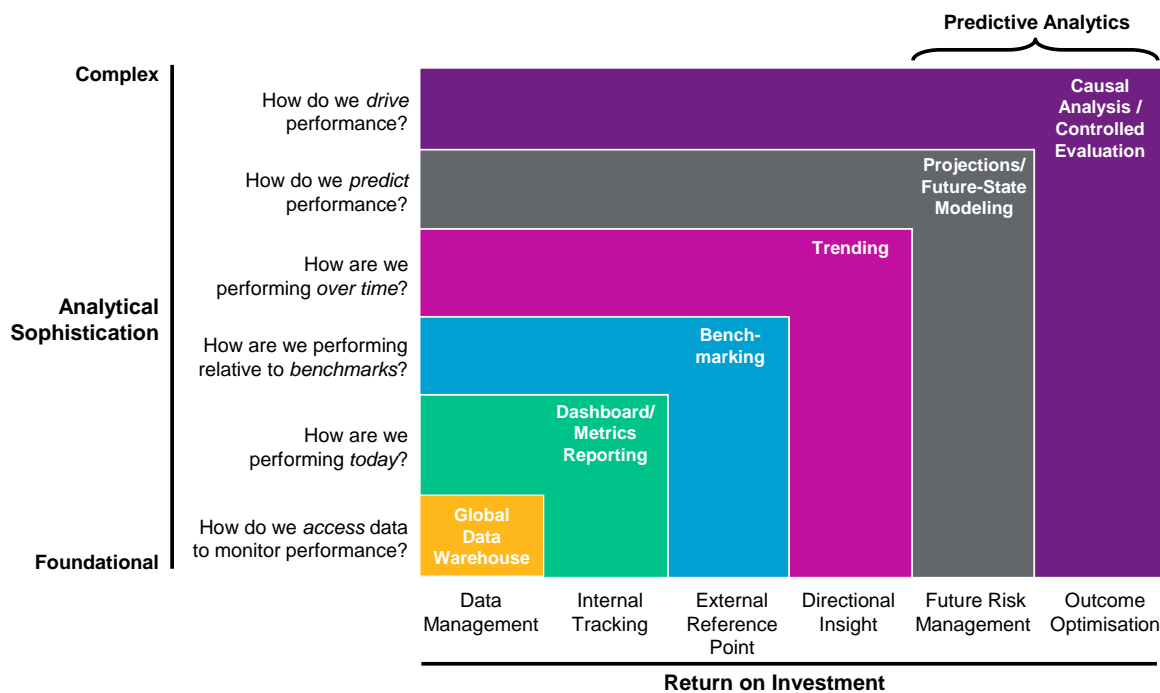 Predictive Analytics
Complex
How do we drive
performance?
Causal
Analysis /
Controlled
Evaluation
How do we predict
performance?
Projections/
Future-State
Modeling
How are we
performing over time?
Trending
Analytical
Sophistication
How are we performing
relative to benchmarks?
Bench-
marking
How are we
performing today?
Dashboard/
Metrics
Reporting
How do we access data
to monitor performance?
Global
Data
Warehouse
Foundational
Data
Management
Internal
Tracking
External
Reference
Point
Directional
Insight
Future Risk
Management
Outcome
Optimisation
Return on Investment